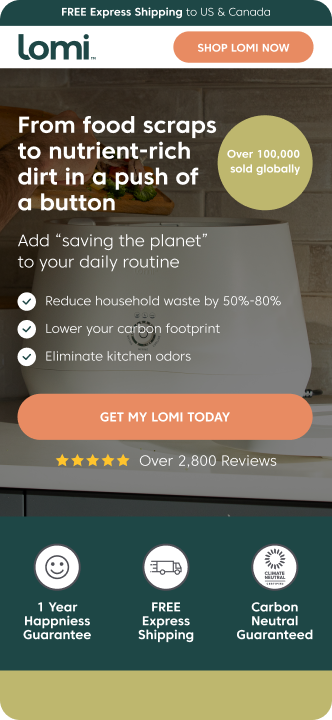 FREE Express Shipping to US & Canada
lomi™
SHOP LOMI NOW
From food scraps
to nutrient-rich
dirt in a push of
a button
Over 100,000
sold globally
Add “saving the planet”
to your daily routine
Reduce household waste by 50%-80%
Lower your carbon footprint
Eliminate kitchen odors
GET MY LOMI TODAY
Over 2,800 Reviews
1 Year
Happniess
Guarantee
FREE
Express
Shipping
CLIMATE
NEUTRAL
CERTIFIED
Carbon
Neutral
Guaranteed